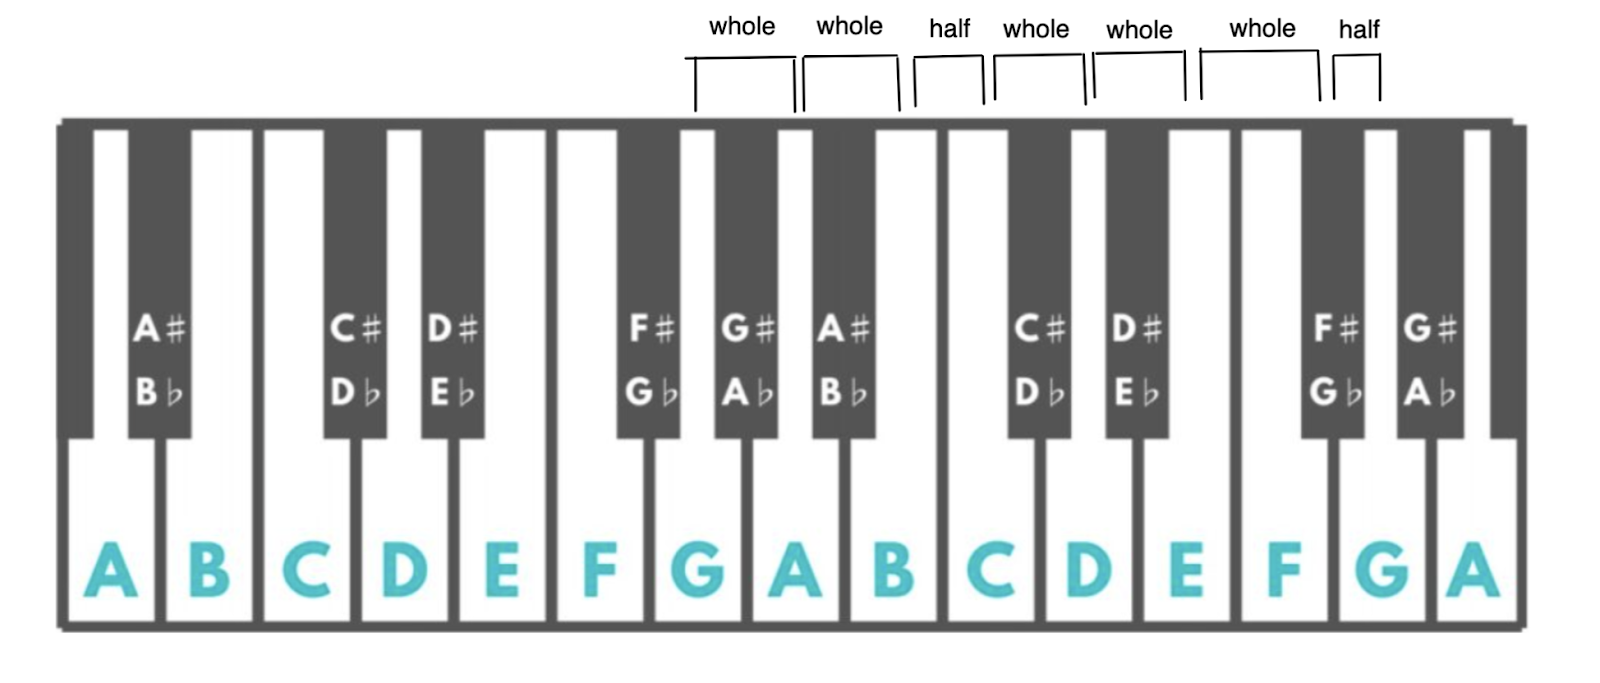 whole whole half whole whole whole half
A♯ C♯ D♯ F♯ G♯ A♯ C♯ D♯ F♯ G♯
B♭ D♭ E♭ G♭ A♭ B♭ D♭ E♭ G♭ A♭
A B C D E F G A B C D E F G A